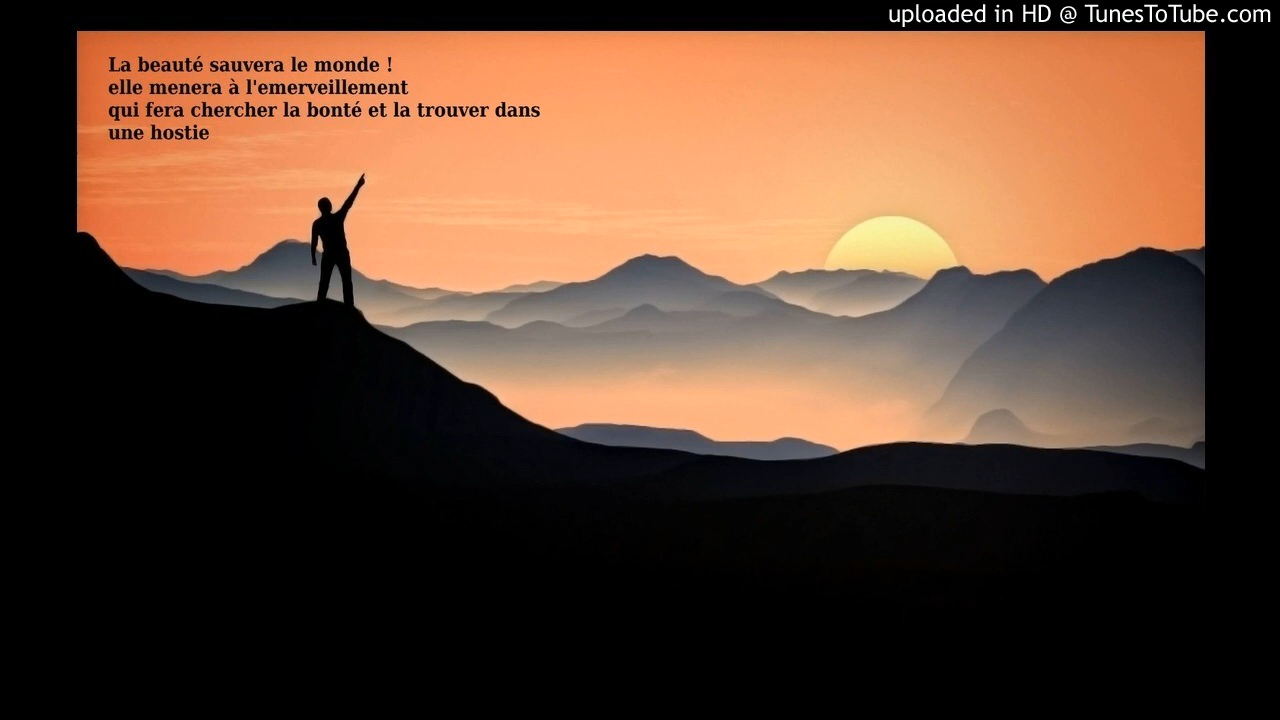 uploaded in HD @ TunesToTube.com
La beauté sauvera le monde !
elle menera à l'emerveillement
qui fera chercher la bonté et la trouver dans
une hostie